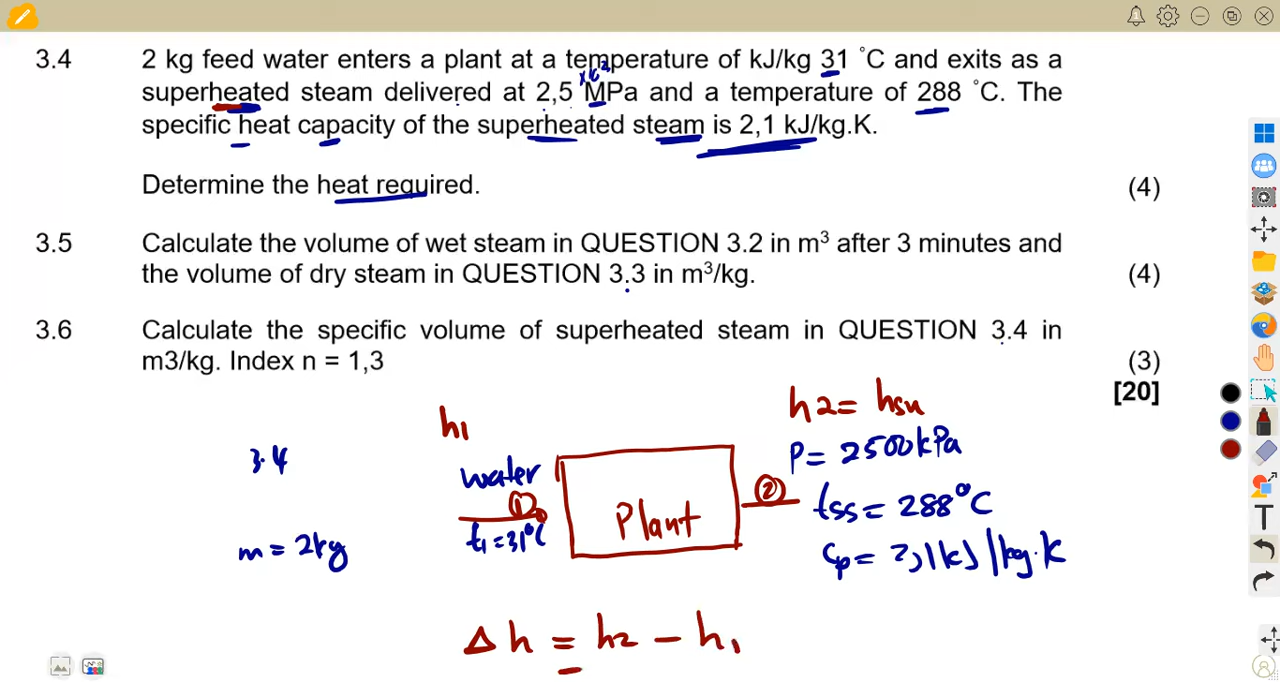 3.4 2 kg feed water enters a plant at a temperature of kJ/kg 31 °C and exits as a
superheated steam delivered at 2,5 MPa and a temperature of 288 °C. The
specific heat capacity of the superheated steam is 2,1 kJ/kg.K.
Determine the heat required. (4)
3.5 Calculate the volume of wet steam in QUESTION 3.2 in m³ after 3 minutes and
the volume of dry steam in QUESTION 3.3 in m³/kg. (4)
3.6 Calculate the specific volume of superheated steam in QUESTION 3.4 in
m3/kg. Index n = 1,3 (3)
[20]
h1
h2 = hsu
3.4
water
P = 2500kPa
1
Plant
2
tss = 288°C
t1 = 31°C
m = 2kg
Cp = 2,1kJ/kg.K
Δh = h2 - h1
T